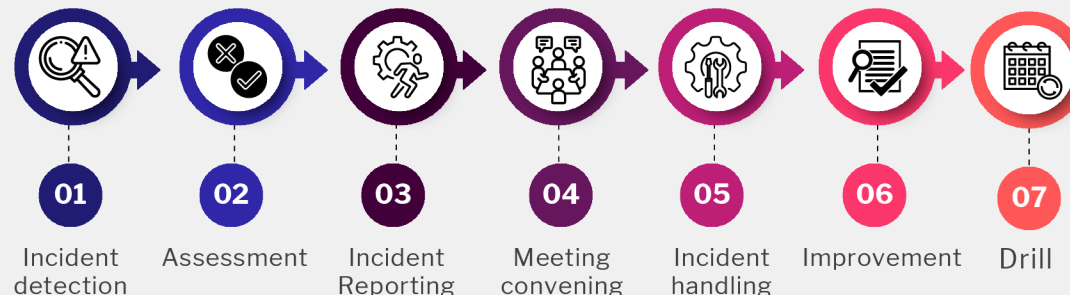 01
02
03
04
05
06
07
Incident
detection
Assessment
Incident
Reporting
Meeting
convening
Incident
handling
Improvement
Drill